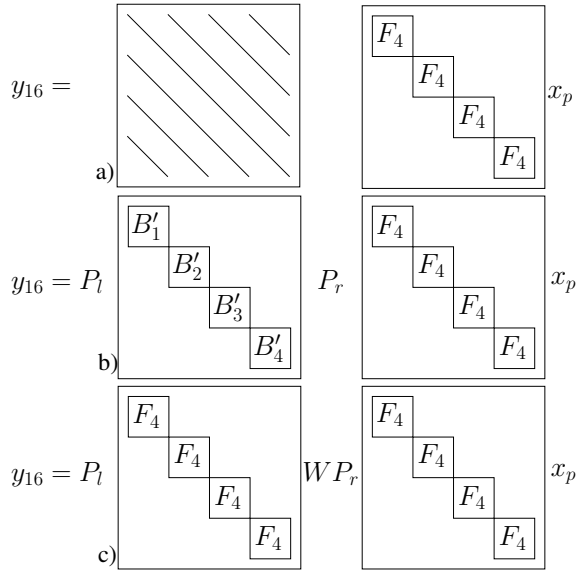 F_4
y_{16} = F_4 x_p
F_4
a) F_4
B'_1 F_4
B'_2 F_4
y_{16} = P_l P_r x_p
B'_3 F_4
b) B'_4 F_4
F_4 F_4
F_4 F_4
y_{16} = P_l WP_r x_p
F_4 F_4
c) F_4 F_4